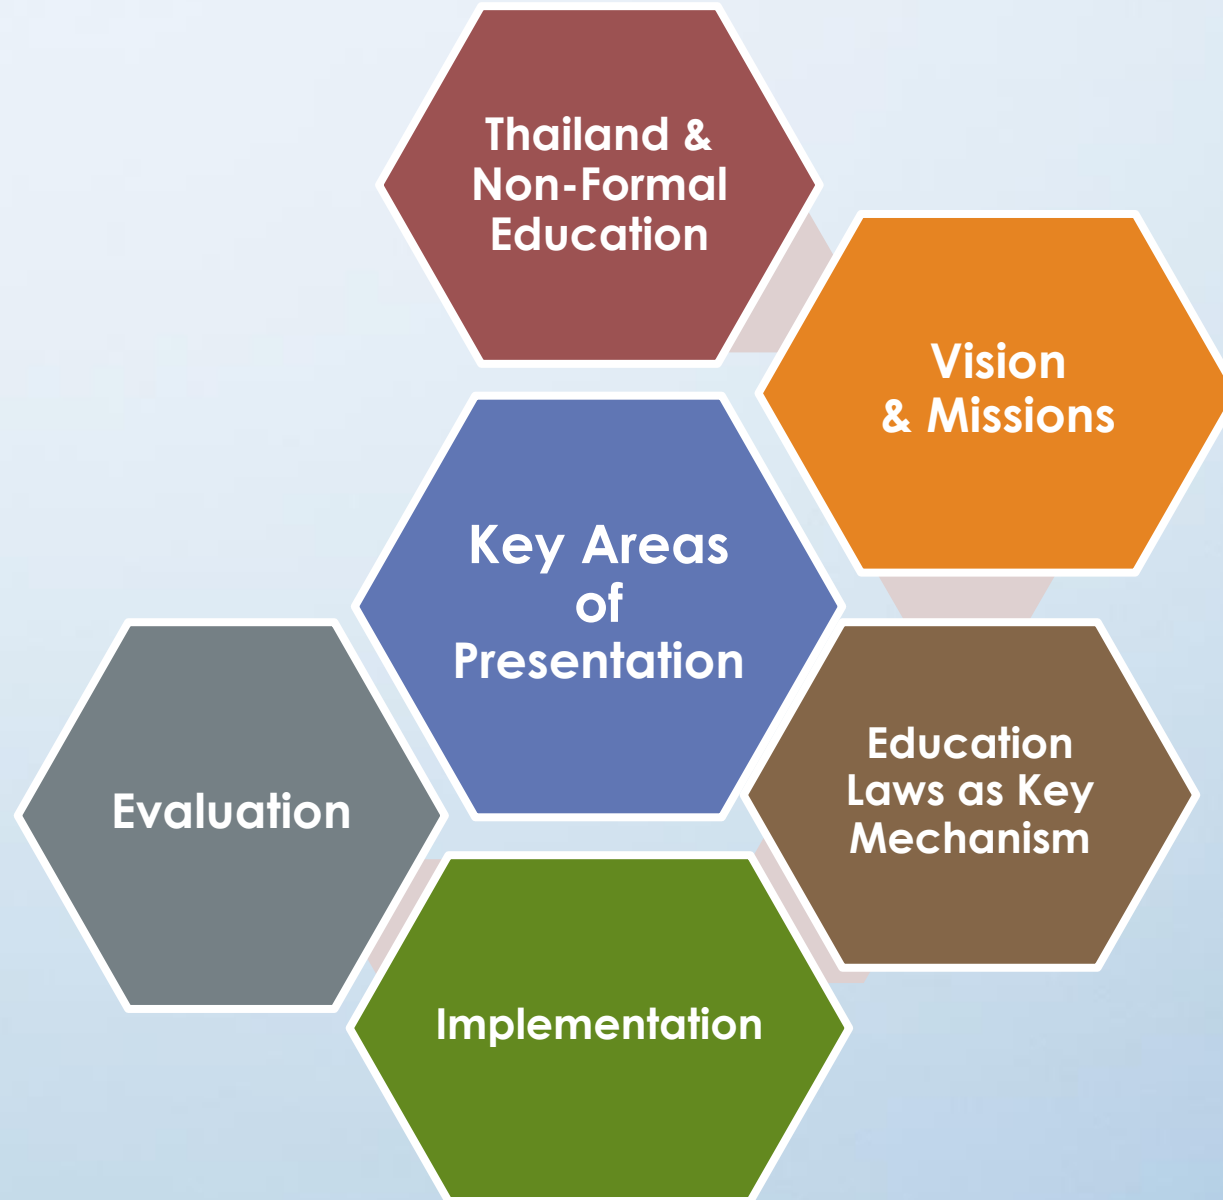 Thailand &
Non-Formal
Education
Vision
& Missions
Key Areas
of
Presentation
Education
Laws as Key
Mechanism
Evaluation
Implementation